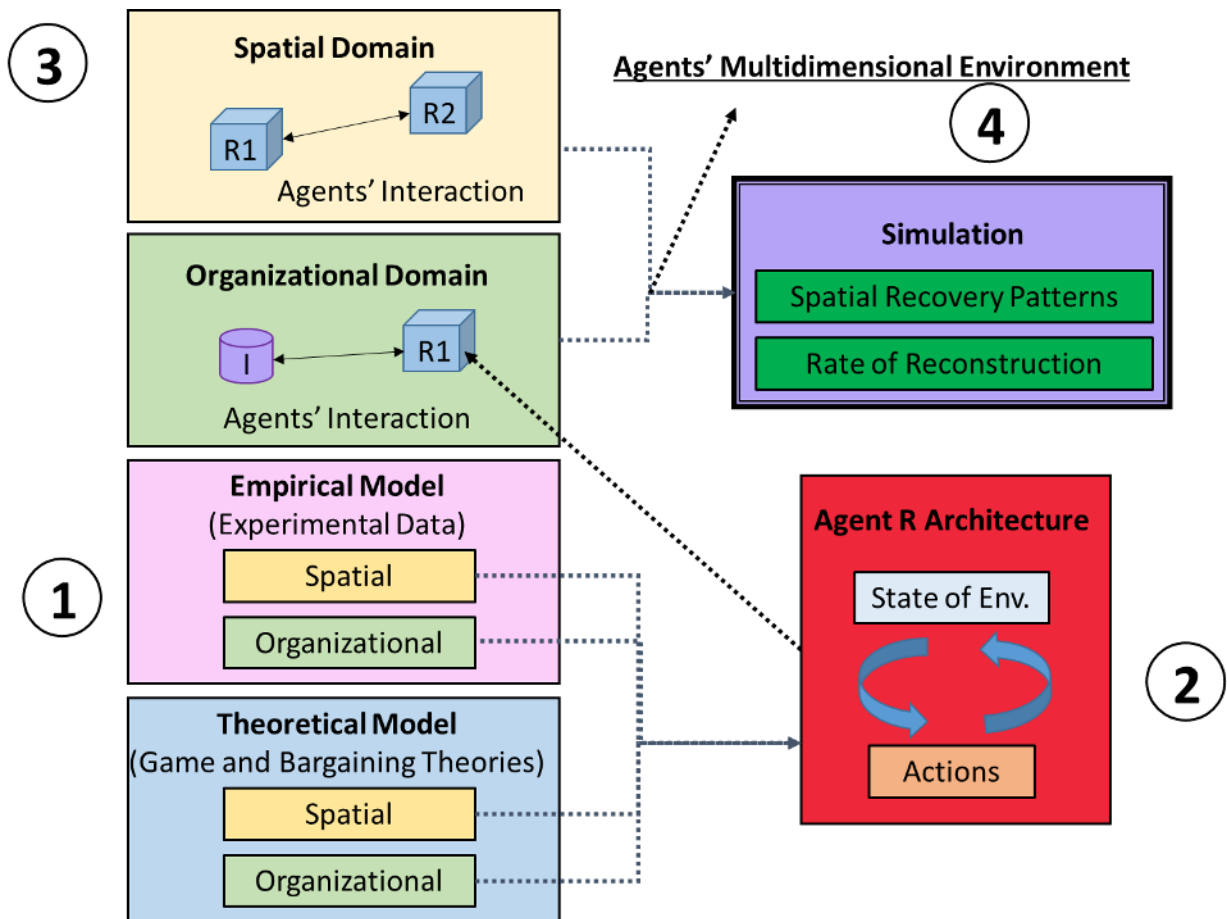 3
Spatial Domain
R1
R2
Agents' Interaction
Organizational Domain
I
R1
Agents' Interaction
1
Empirical Model
(Experimental Data)
Spatial
Organizational
Theoretical Model
(Game and Bargaining Theories)
Spatial
Organizational
Agents' Multidimensional Environment
4
Simulation
Spatial Recovery Patterns
Rate of Reconstruction
Agent R Architecture
State of Env.
Actions
2